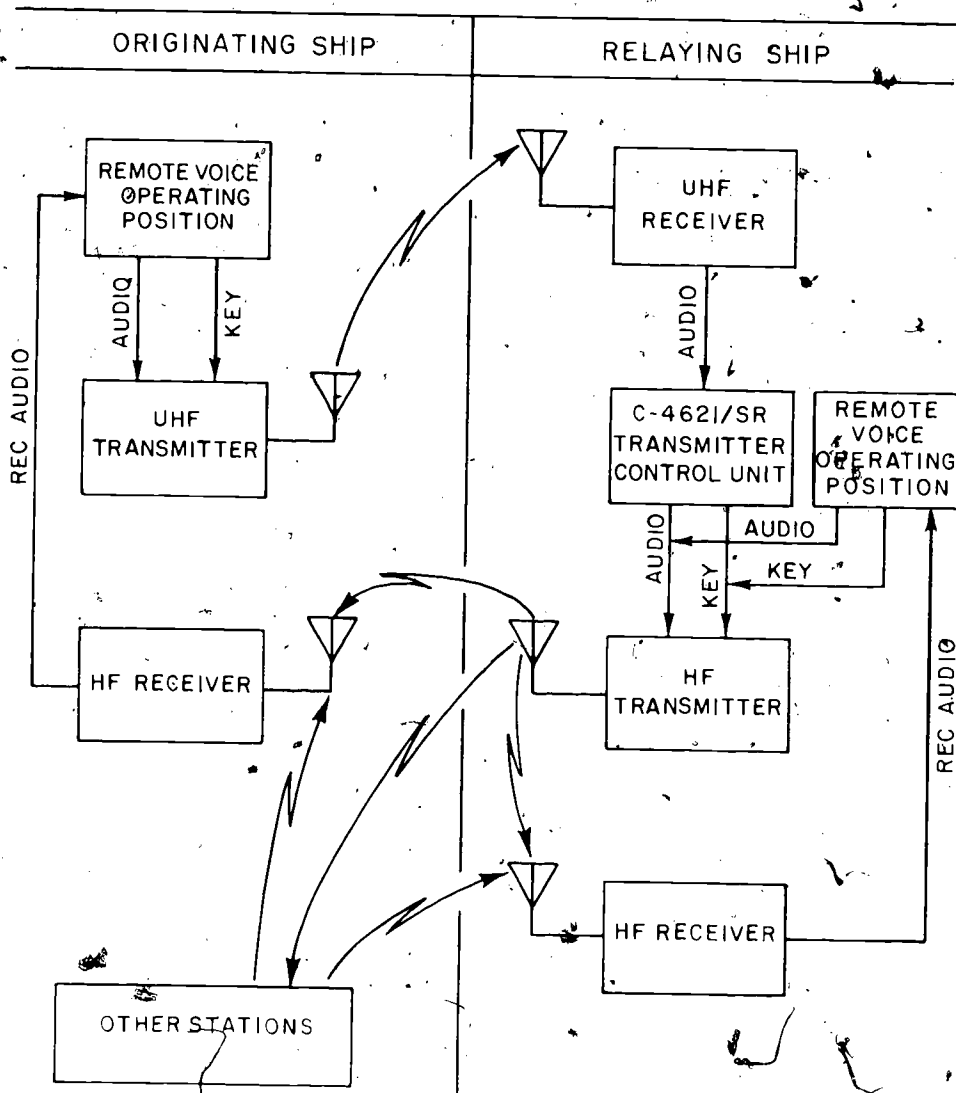 ORIGINATING SHIP
RELAYING SHIP
REMOTE VOICE
OPERATING
POSITION
AUDIO
KEY
REC AUDIO
UHF
TRANSMITTER
HF RECEIVER
OTHER STATIONS
UHF
RECEIVER
AUDIO
C-4621/SR
TRANSMITTER
CONTROL UNIT
REMOTE
VOICE
OPERATING
POSITION
AUDIO
AUDIO
KEY
KEY
HF
TRANSMITTER
REC AUDIO
HF RECEIVER